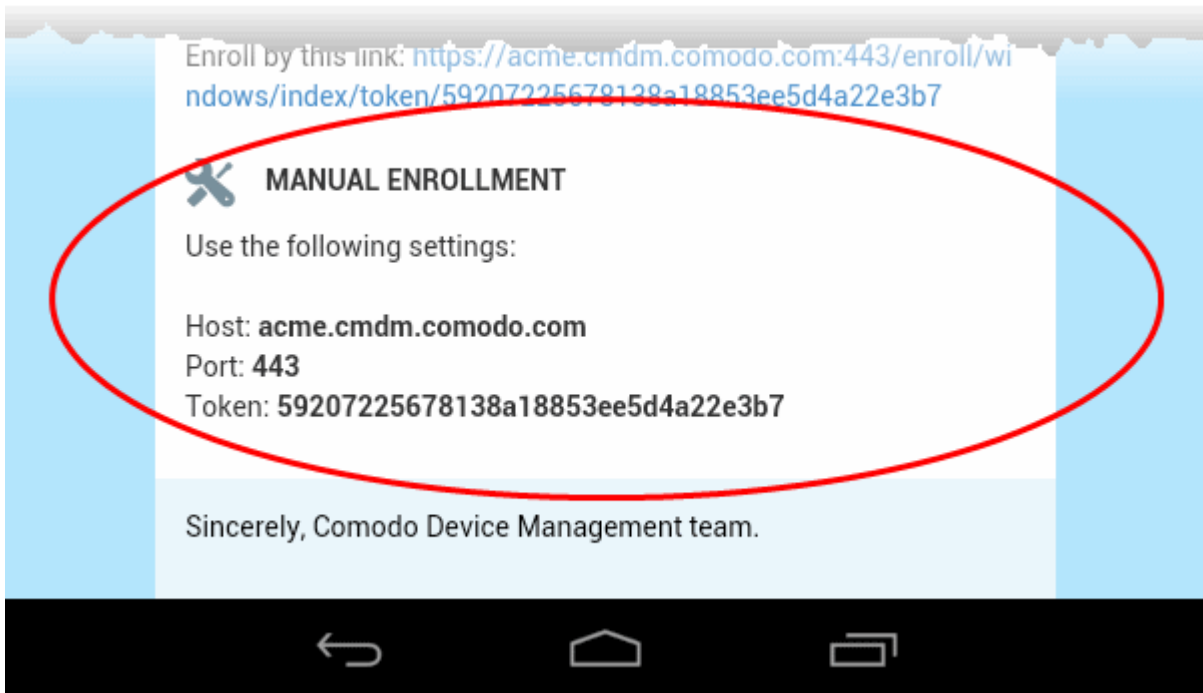 Enroll by this link: https://acme.cmdm.comodo.com:443/enroll/wi
ndows/index/token/59207225678138a18853ee5d4a22e3b7
MANUAL ENROLLMENT
Use the following settings:
Host: acme.cmdm.comodo.com
Port: 443
Token: 59207225678138a18853ee5d4a22e3b7
Sincerely, Comodo Device Management team.